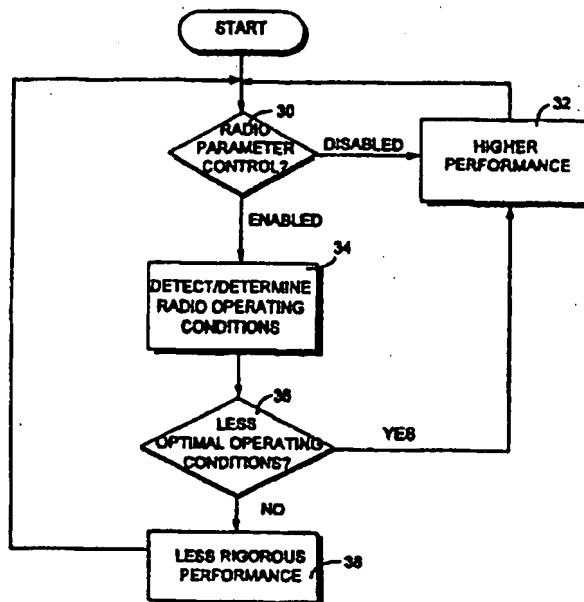 START
30
RADIO
PARAMETER
CONTROL?
DISABLED
32
HIGHER
PERFORMANCE
ENABLED
34
DETECT/DETERMINE
RADIO OPERATING
CONDITIONS
36
LESS
OPTIMAL OPERATING
CONDITIONS?
YES
NO
LESS RIGOROUS
PERFORMANCE
38